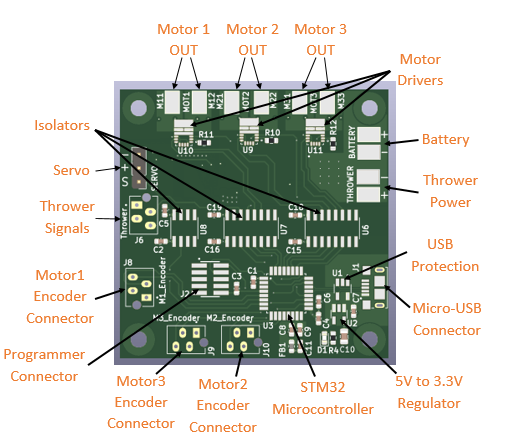 Motor 1
OUT
Motor 2
OUT
Motor 3
OUT
Motor
Drivers
Isolators
Battery
Servo
Thrower
Power
Thrower
Signals
USB
Protection
Motor1
Encoder
Connector
Micro-USB
Connector
Programmer
Connector
Motor3
Encoder
Connector
Motor2
Encoder
Connector
STM32
Microcontroller
5V to 3.3V
Regulator
M11
MOT1
M12
M21
MOT2
M22
M31
MOT3
M33
U10
R11
U9
R10
U11
R12
BATTERY
+
-
THROWER
-
+
SERVO
+
S
Thrower
J6
C5
C2
U8
C19
C16
U7
C18
C15
U6
J8
M1_Encoder
J2
C3
C1
U3
U1
J1
C6
C7
U2
M3_Encoder
M2_Encoder
J9
J10
FB1
C8
C9
C11
C4
D1
R4
C10